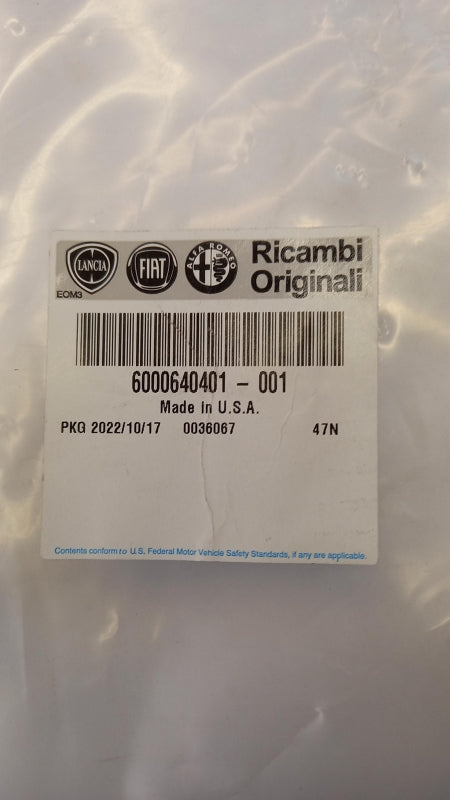 LANCIA
FIAT
ALFA ROMEO
Ricambi
Originali
EOM3
6000640401 - 001
Made In U.S.A.
PKG 2022/10/17 0036067 47N
Contents conform to U.S. Federal Motor Vehicle Safety Standards, if any are applicable.